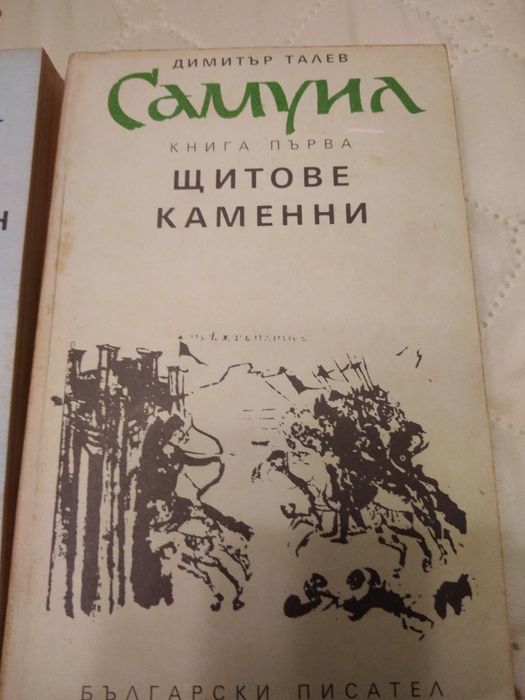 ДИМИТЪР ТАЛЕВ
Самуил
КНИГА ПЪРВА
ЩИТОВЕ
КАМЕННИ
БЪЛГАРСКИ ПИСАТЕЛ
Н